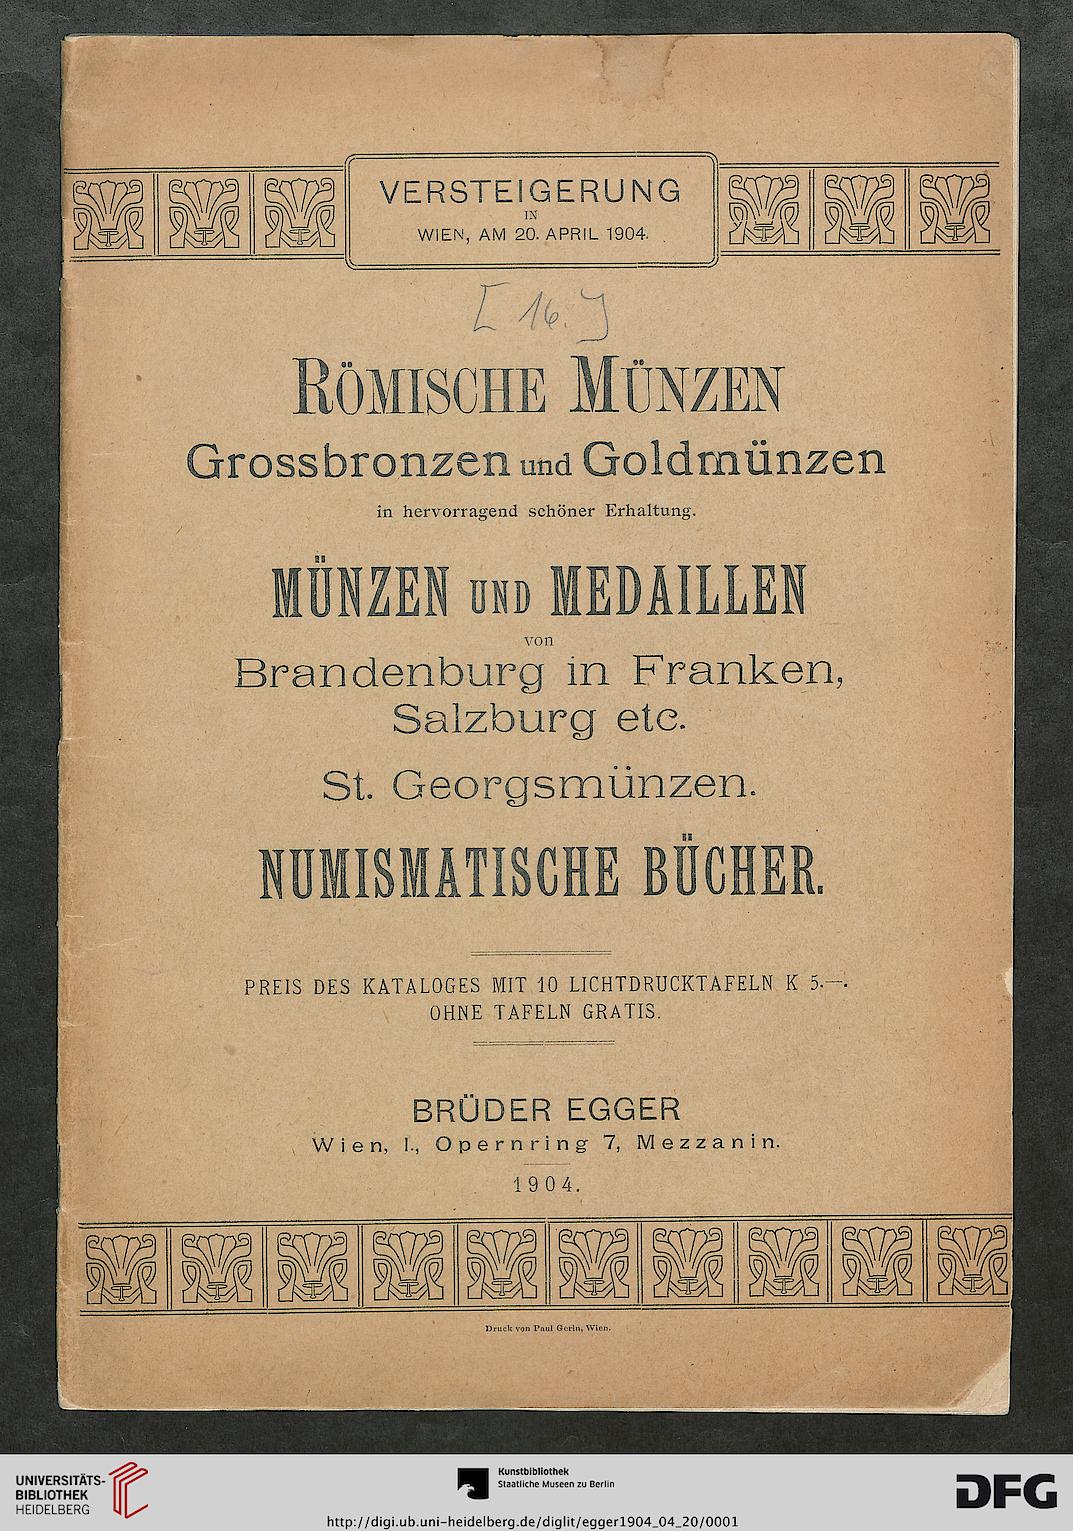 VERSTEIGERUNG
IN
WIEN, AM 20. APRIL 1904.
[16.]
RÖMISCHE MÜNZEN
Grossbronzen und Goldmünzen
in hervorragend schöner Erhaltung.
MÜNZEN UND MEDAILLEN
von
Brandenburg in Franken,
Salzburg etc.
St. Georgsmünzen.
NUMISMATISCHE BÜCHER.
PREIS DES KATALOGES MIT 10 LICHTDRUCKTAFELN K 5.—.
OHNE TAFELN GRATIS.
BRÜDER EGGER
Wien, I., Opernring 7, Mezzanin.
1904.
Druck von Paul Gerin, Wien.
UNIVERSITÄTS-
BIBLIOTHEK
HEIDELBERG
Kunstbibliothek
Staatliche Museen zu Berlin
DFG
http://digi.ub.uni-heidelberg.de/diglit/egger1904_04_20/0001